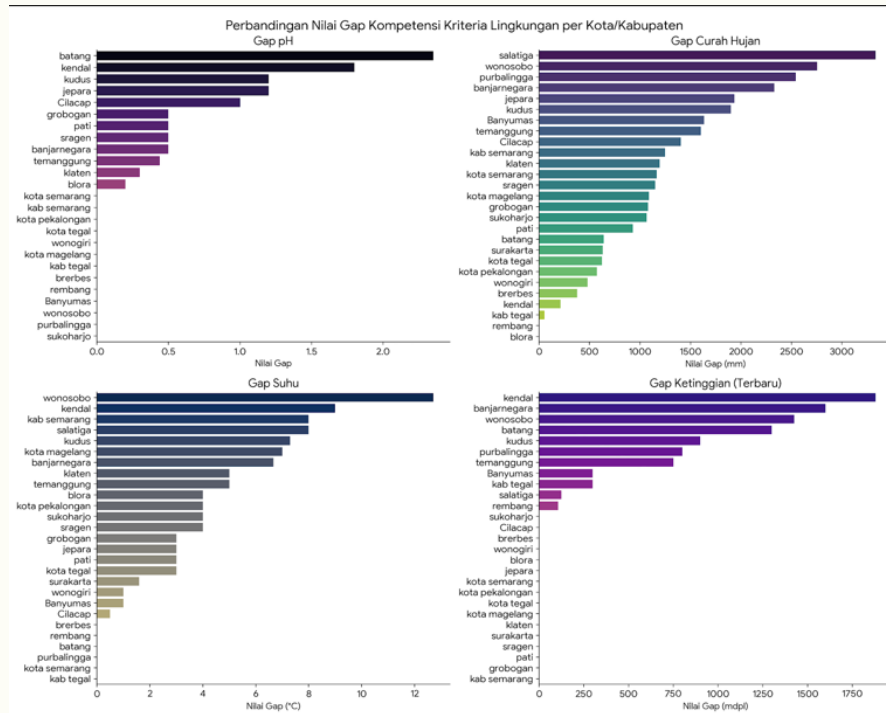 Perbandingan Nilai Gap Kompetensi Kriteria Lingkungan per Kota/Kabupaten
Gap pH
batang
kendal
kudus
jepara
Cilacap
grobogan
pati
sragen
banjarnegara
temanggung
klaten
blora
kota semarang
kab semarang
kota pekalongan
kota tegal
wonogiri
kota magelang
kab tegal
brerbes
rembang
Banyumas
wonosobo
purbalingga
sukoharjo
0.0 0.5 1.0 1.5 2.0
Nilai Gap
Gap Curah Hujan
salatiga
wonosobo
purbalingga
banjarnegara
jepara
kudus
Banyumas
temanggung
Cilacap
kab semarang
klaten
kota semarang
sragen
kota magelang
grobogan
sukoharjo
pati
batang
surakarta
kota tegal
kota pekalongan
wonogiri
brerbes
kendal
kab tegal
rembang
blora
0 500 1000 1500 2000 2500 3000
Nilai Gap (mm)
Gap Suhu
wonosobo
kendal
kab semarang
salatiga
kudus
kota magelang
banjarnegara
klaten
temanggung
blora
kota pekalongan
sukoharjo
sragen
grobogan
jepara
pati
kota tegal
surakarta
wonogiri
Banyumas
Cilacap
brerbes
rembang
batang
purbalingga
kota semarang
kab tegal
0 2 4 6 8 10 12
Nilai Gap (°C)
Gap Ketinggian (Terbaru)
kendal
banjarnegara
wonosobo
batang
kudus
purbalingga
temanggung
Banyumas
kab tegal
salatiga
rembang
sukoharjo
Cilacap
brerbes
wonogiri
blora
jepara
kota semarang
kota pekalongan
kota tegal
kota magelang
klaten
surakarta
sragen
pati
grobogan
kab semarang
0 250 500 750 1000 1250 1500 1750
Nilai Gap (mdpl)